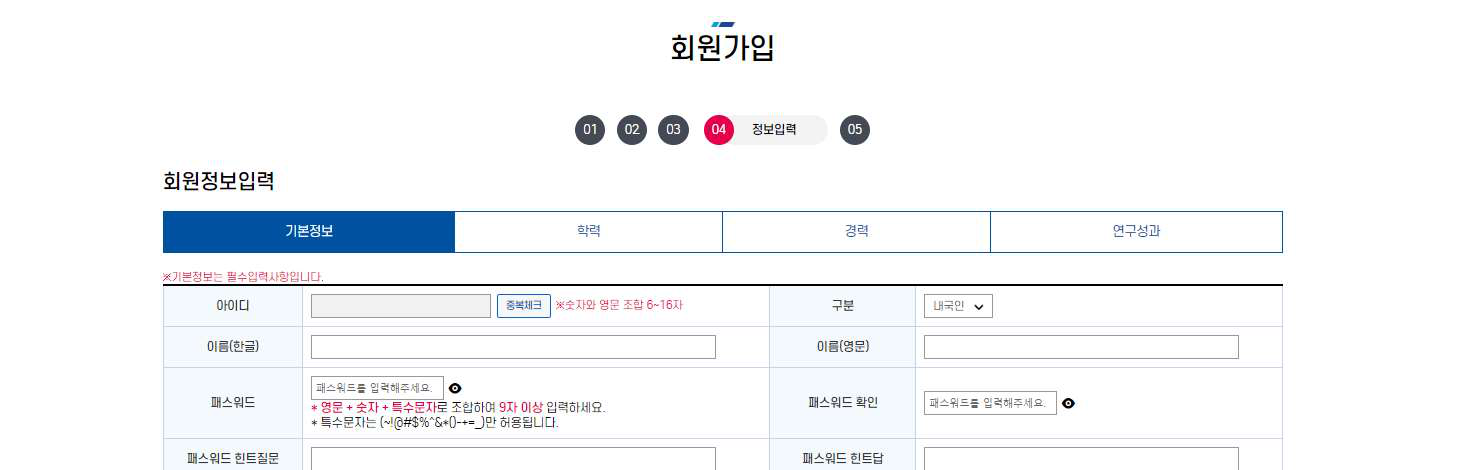 회원가입
01 02 03 04 정보입력 05
회원정보입력
기본정보 학력 경력 연구성과
※기본정보는 필수입력사항입니다.
아이디 중복체크 ※숫자와 영문 조합 6~16자 구분 내국인
이름(한글) 이름(영문)
패스워드 패스워드를 입력해주세요. 패스워드 확인 패스워드를 입력해주세요.
* 영문 + 숫자 + 특수문자로 조합하여 9자 이상 입력하세요.
* 특수문자는 (~!@#$%^&*()-+=_)만 허용됩니다.
패스워드 힌트질문 패스워드 힌트답